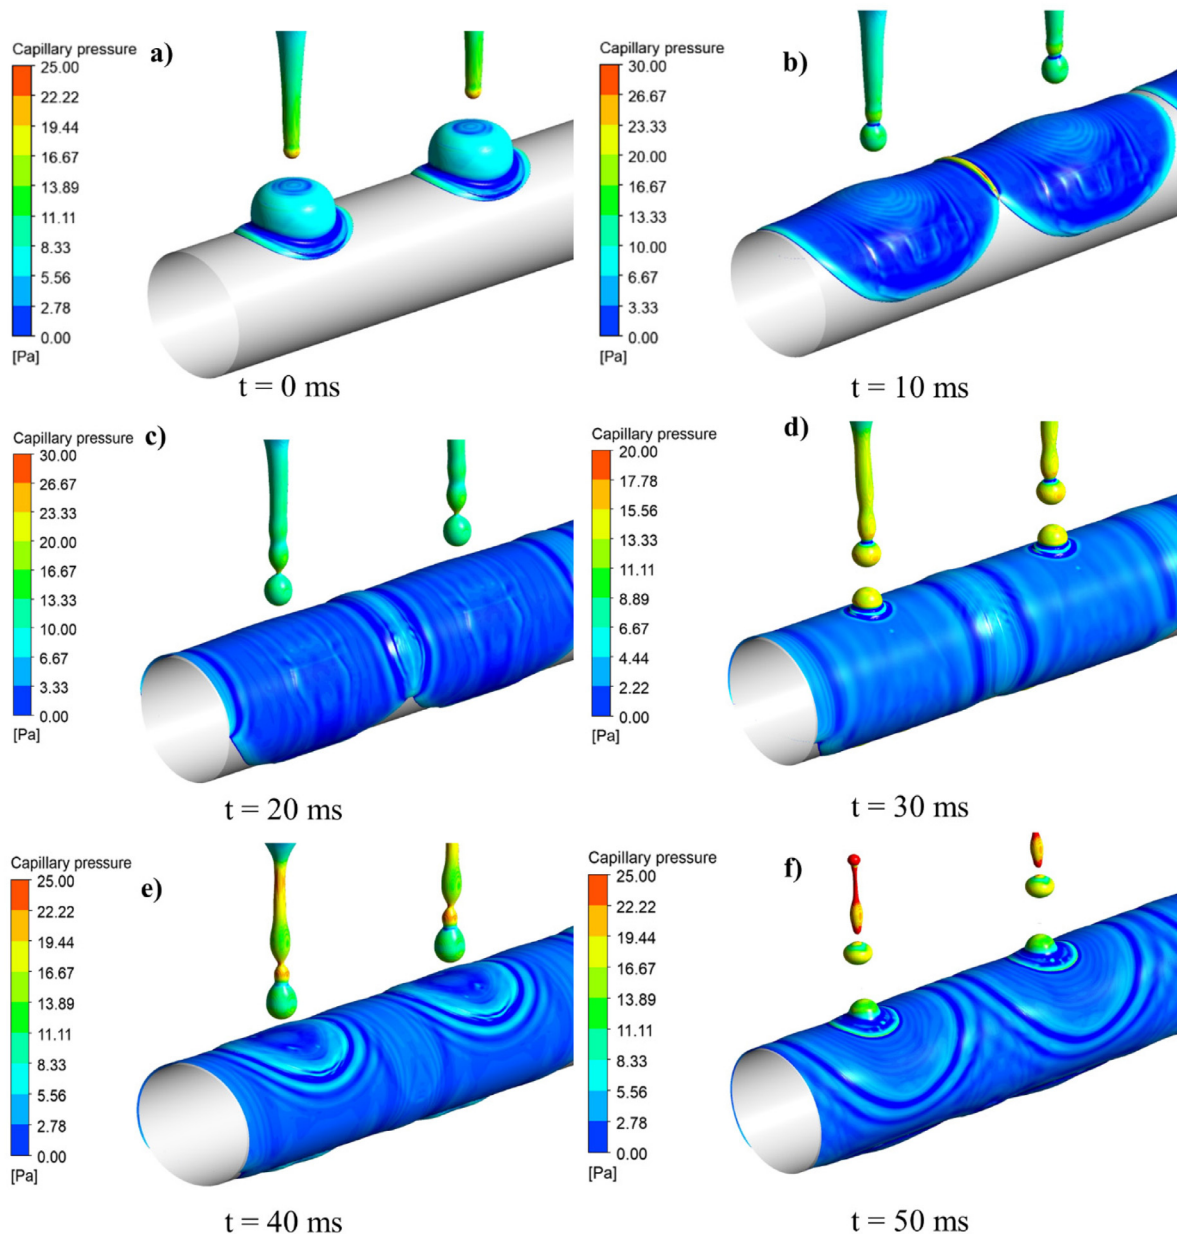 Capillary pressure
a)
25.00
22.22
19.44
16.67
13.89
11.11
8.33
5.56
2.78
0.00
[Pa]
t = 0 ms
Capillary pressure
b)
30.00
26.67
23.33
20.00
16.67
13.33
10.00
6.67
3.33
0.00
[Pa]
t = 10 ms
Capillary pressure
c)
30.00
26.67
23.33
20.00
16.67
13.33
10.00
6.67
3.33
0.00
[Pa]
t = 20 ms
Capillary pressure
d)
20.00
17.78
15.56
13.33
11.11
8.89
6.67
4.44
2.22
0.00
[Pa]
t = 30 ms
Capillary pressure
e)
25.00
22.22
19.44
16.67
13.89
11.11
8.33
5.56
2.78
0.00
[Pa]
t = 40 ms
Capillary pressure
f)
25.00
22.22
19.44
16.67
13.89
11.11
8.33
5.56
2.78
0.00
[Pa]
t = 50 ms